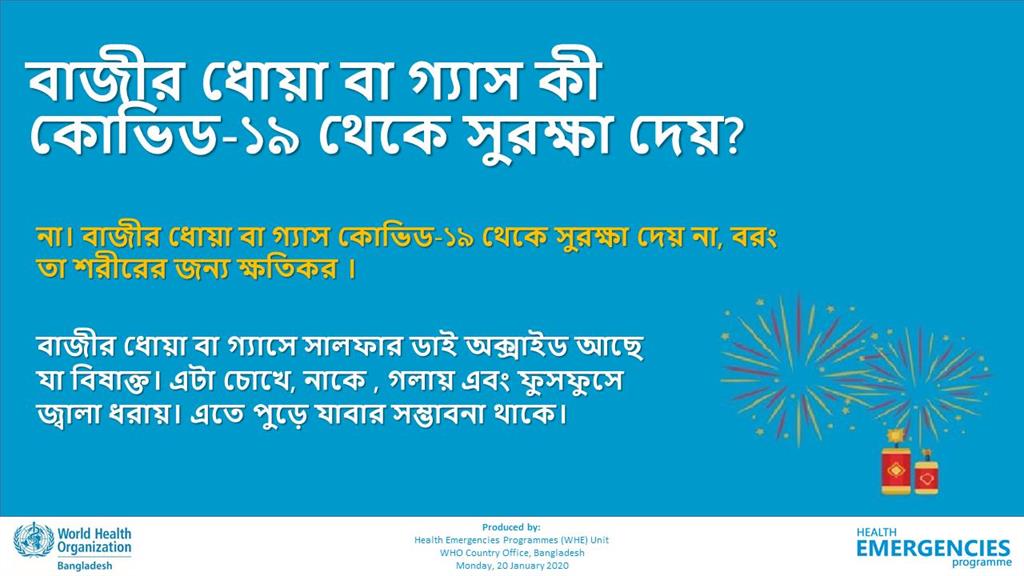 বাজীর ধোয়া বা গ্যাস কী
কোভিড-১৯ থেকে সুরক্ষা দেয়?
না। বাজীর ধোয়া বা গ্যাস কোভিড-১৯ থেকে সুরক্ষা দেয় না, বরং
তা শরীরের জন্য ক্ষতিকর ।
বাজীর ধোয়া বা গ্যাসে সালফার ডাই অক্সাইড আছে
যা বিষাক্ত। এটা চোখে, নাকে , গলায় এবং ফুসফুসে
জ্বালা ধরায়। এতে পুড়ে যাবার সম্ভাবনা থাকে।
World Health
Organization
Bangladesh
Produced by:
Health Emergencies Programmes (WHE) Unit
WHO Country Office, Bangladesh
Monday, 20 January 2020
HEALTH
EMERGENCIES
programme